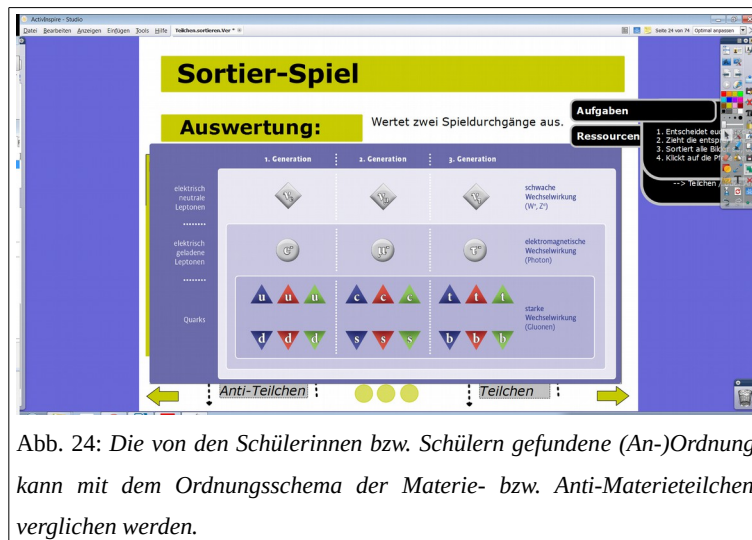 ActivInspire - Studio
Datei Bearbeiten Anzeigen Einfügen Tools Hilfe Teilchen.sortieren.Ver *
Seite 24 von 74 Optimal anpassen
Sortier-Spiel
Auswertung:
Wertet zwei Spieldurchgänge aus.
Aufgaben
Ressourcen
1. Entscheidet
2. Zieht die
3. Sortiert alle
4. Klickt auf die
--> Teilchen
1. Generation
2. Generation
3. Generation
elektrisch
neutrale
Leptonen
schwache
Wechselwirkung
elektrisch
geladene
Leptonen
elektromagnetische
Wechselwirkung
(Photon)
Quarks
u u u c c c t t t
d d d s s s b b b
starke
Wechselwirkung
(Gluonen)
Anti-Teilchen
Teilchen
Abb. 24: Die von den Schülerinnen bzw. Schülern gefundene (An-)Ordnung
kann mit dem Ordnungsschema der Materie- bzw. Anti-Materieteilchen
verglichen werden.